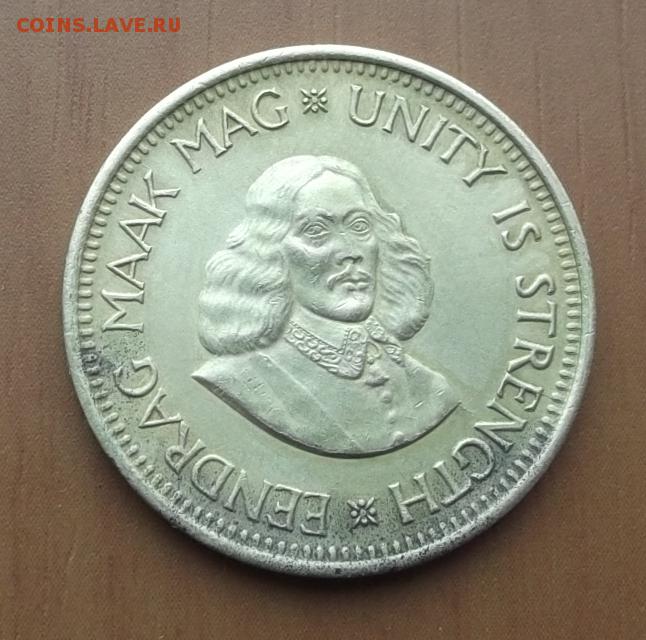 COINS.LAVE.RU
EENDRAG MAAK MAG
UNITY IS STRENGTH